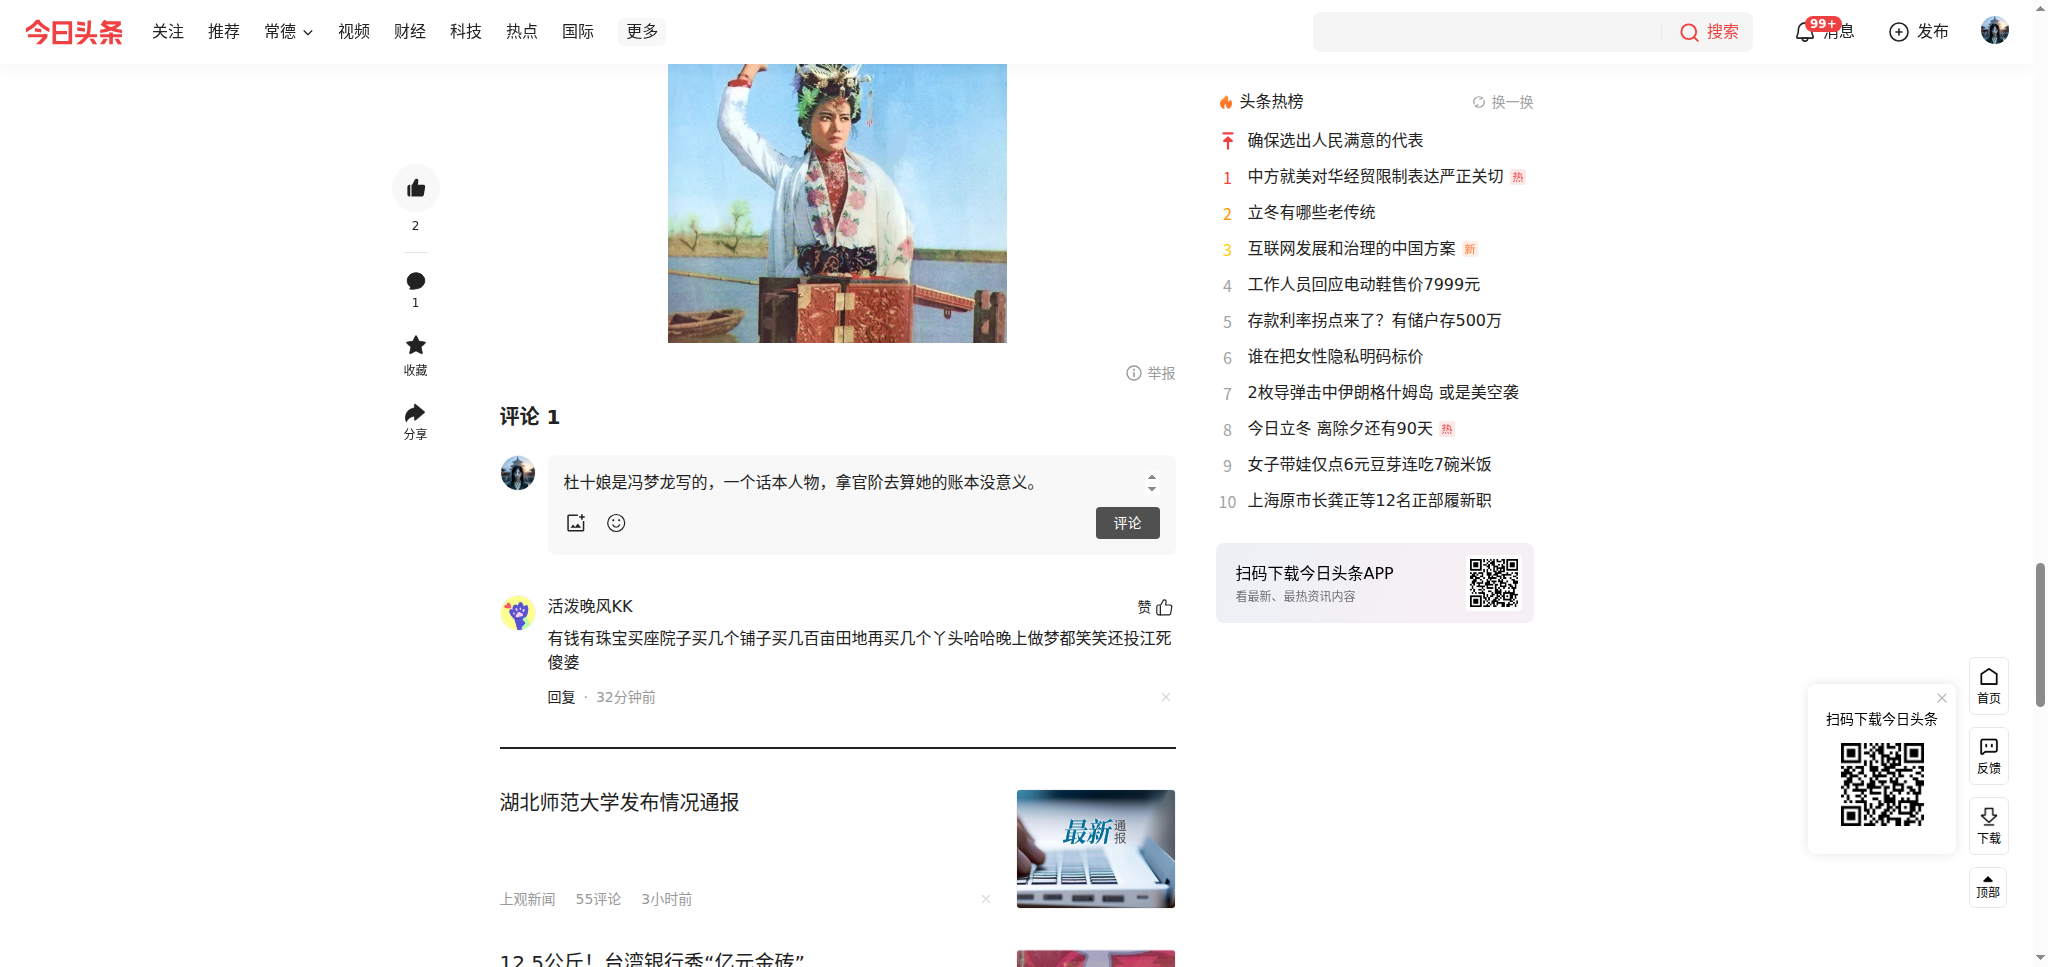 今日头条
关注 推荐 常德 视频 财经 科技 热点 国际 更多
搜索
99+
消息
发布
2
1
收藏
分享
举报
评论 1
杜十娘是冯梦龙写的，一个话本人物，拿官阶去算她的账本没意义。
评论
活泼晚风KK
赞
有钱有珠宝买座院子买几个铺子买几百亩田地再买几个丫头哈哈晚上做梦都笑笑还投江死
傻婆
回复 · 32分钟前
湖北师范大学发布情况通报
最新通报
上观新闻 55评论 3小时前
12.5公斤！台湾银行秀“亿元金砖”
头条热榜 换一换
确保选出人民满意的代表
1 中方就美对华经贸限制表达严正关切 热
2 立冬有哪些老传统
3 互联网发展和治理的中国方案 新
4 工作人员回应电动鞋售价7999元
5 存款利率拐点来了？有储户存500万
6 谁在把女性隐私明码标价
7 2枚导弹击中伊朗格什姆岛 或是美空袭
8 今日立冬 离除夕还有90天 热
9 女子带娃仅点6元豆芽连吃7碗米饭
10 上海原市长龚正等12名正部履新职
扫码下载今日头条APP
看最新、最热资讯内容
扫码下载今日头条
首页
反馈
下载
顶部